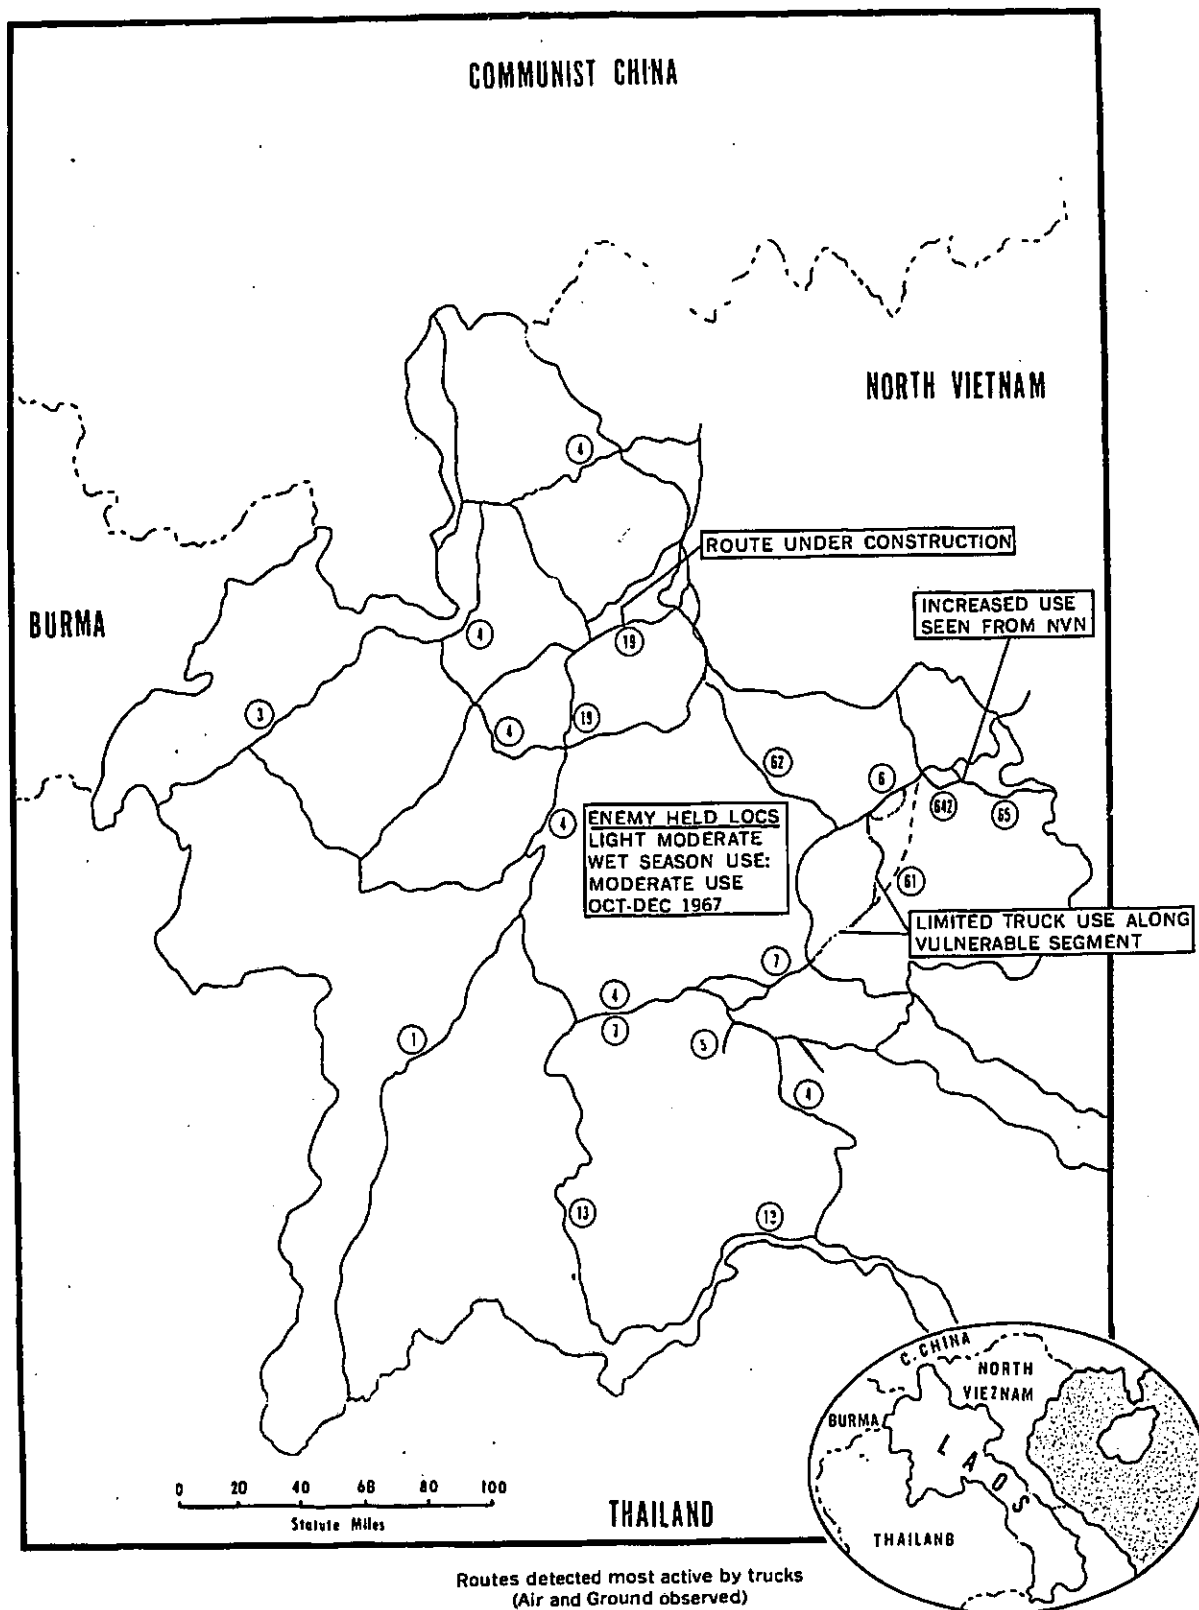 COMMUNIST CHINA
NORTH VIETNAM
4
ROUTE UNDER CONSTRUCTION
INCREASED USE
SEEN FROM NVN
BURMA
4
19
3
4
19
62
6
642
65
4
ENEMY HELD LOCS
LIGHT MODERATE
WET SEASON USE:
MODERATE USE
OCT-DEC 1967
61
LIMITED TRUCK USE ALONG
VULNERABLE SEGMENT
7
4
7
1
5
4
13
13
C. CHINA
NORTH
VIEZNAM
BURMA
LAOS
THAILANB
0 20 40 6B 80 100
Statute Miles
THAILAND
Routes detected most active by trucks
(Air and Ground observed)